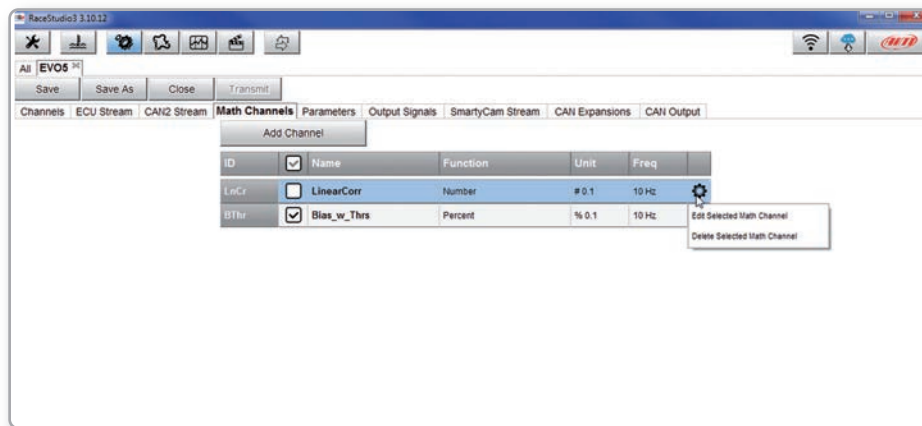 RaceStudio3 3.10.12
AiM
All EVO5
Save Save As Close Transmit
Channels ECU Stream CAN2 Stream Math Channels Parameters Output Signals SmartyCam Stream CAN Expansions CAN Output
Add Channel
ID Name Function Unit Freq
LnCr LinearCorr Number # 0.1 10 Hz
BThr Bias_w_Thrs Percent % 0.1 10 Hz
Edit Selected Math Channel
Delete Selected Math Channel